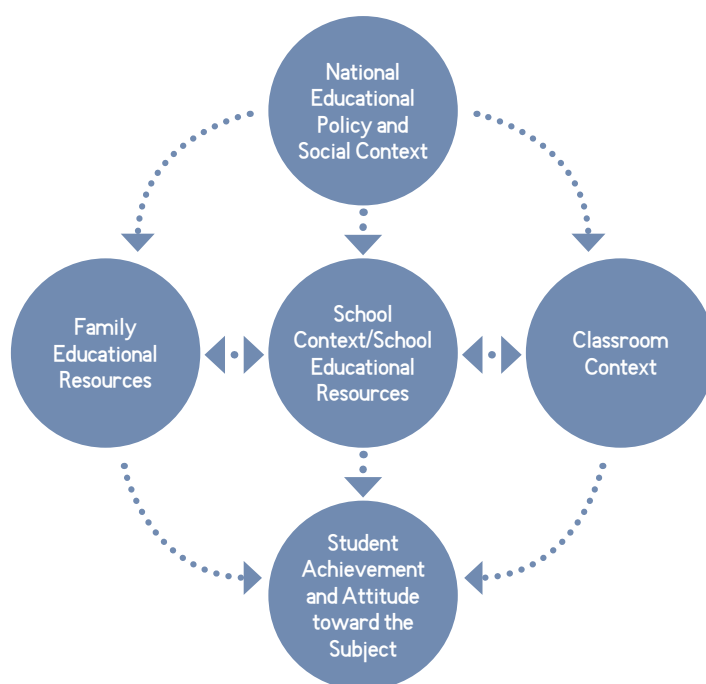 National
Educational
Policy and
Social Context
Family
Educational
Resources
School
Context/School
Educational
Resources
Classroom
Context
Student
Achievement
and Attitude
toward the
Subject